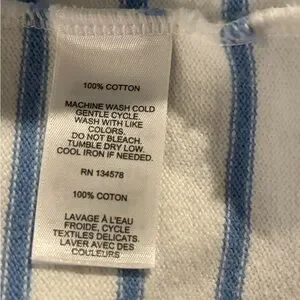 100% COTTON
MACHINE WASH COLD
GENTLE CYCLE.
WASH WITH LIKE
COLORS.
DO NOT BLEACH.
TUMBLE DRY LOW.
COOL IRON IF NEEDED.
RN 134578
100% COTON
LAVAGE À L'EAU
FROIDE, CYCLE
TEXTILES DÉLICATS.
LAVER AVEC DES
COULEURS